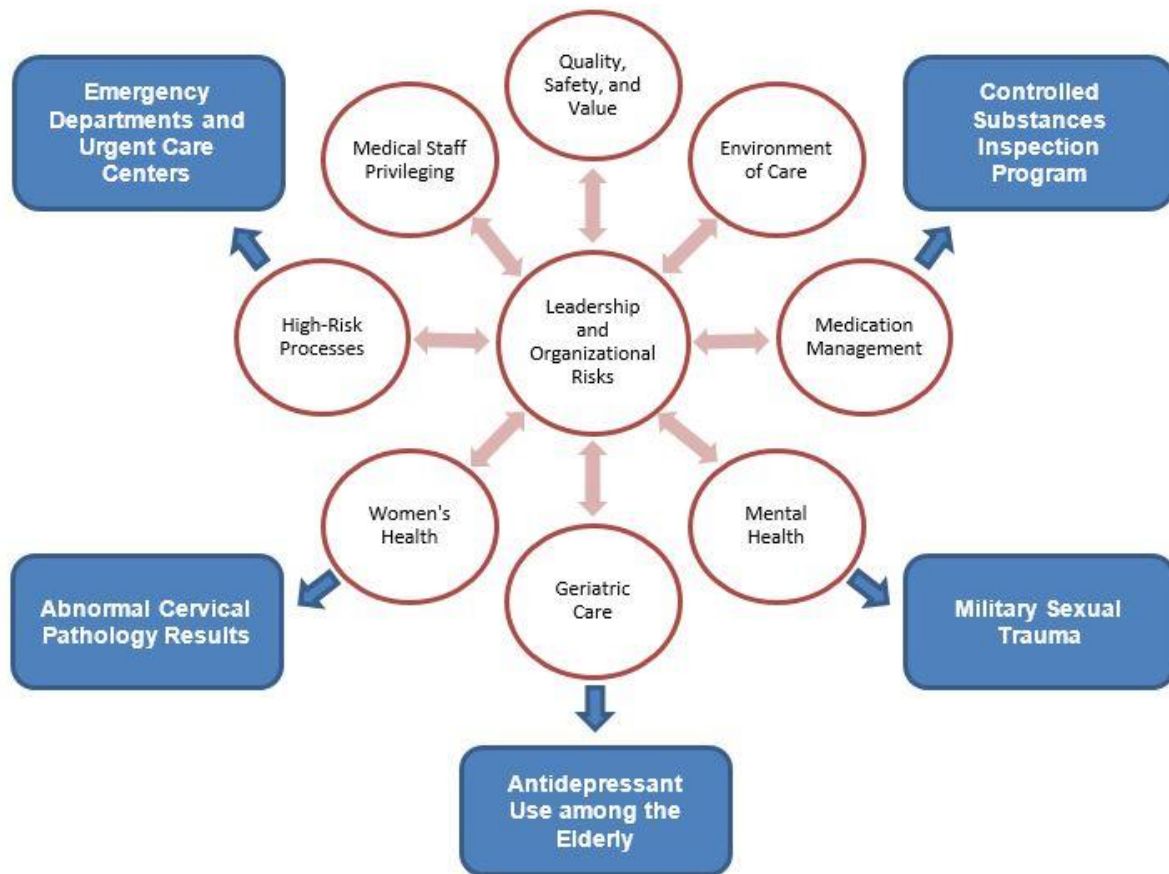 Quality,
Safety, and
Value
Emergency
Departments and
Urgent Care
Centers
Controlled
Substances
Inspection
Program
Medical Staff
Privileging
Environment
of Care
High-Risk
Processes
Leadership
and
Organizational
Risks
Medication
Management
Women's
Health
Mental
Health
Geriatric
Care
Abnormal Cervical
Pathology Results
Military Sexual
Trauma
Antidepressant
Use among the
Elderly